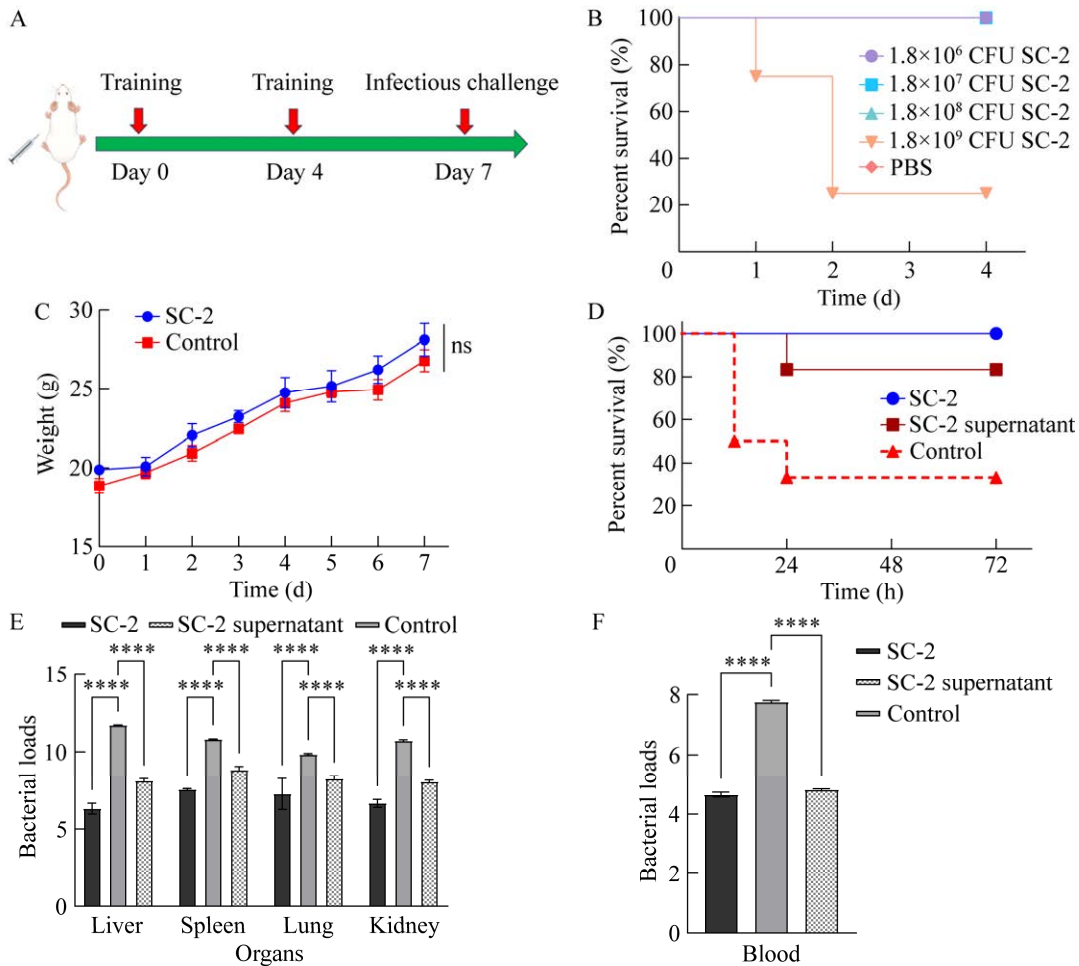 A
Training
Training
Infectious challenge
Day 0
Day 4
Day 7
B
Percent survival (%)
100
80
60
40
20
0
1
2
3
4
Time (d)
1.8×10⁶ CFU SC-2
1.8×10⁷ CFU SC-2
1.8×10⁸ CFU SC-2
1.8×10⁹ CFU SC-2
PBS
C
Weight (g)
30
25
20
15
0
1
2
3
4
5
6
7
Time (d)
SC-2
Control
ns
D
Percent survival (%)
100
80
60
40
20
0
24
48
72
Time (h)
SC-2
SC-2 supernatant
Control
E
SC-2
SC-2 supernatant
Control
Bacterial loads
15
10
5
0
****
****
****
****
****
****
****
****
Liver
Spleen
Lung
Kidney
Organs
F
SC-2
SC-2 supernatant
Control
Bacterial loads
8
6
4
2
0
****
****
Blood